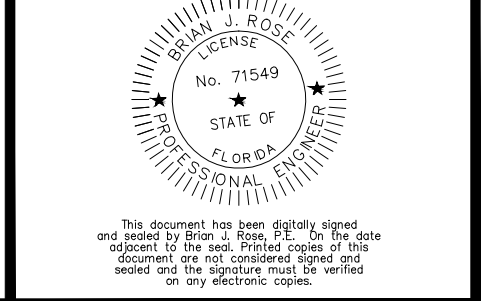 BRIAN J. ROSE
LICENSE
No. 71549
STATE OF
FLORIDA
PROFESSIONAL ENGINEER
This document has been digitally signed
and sealed by Brian J. Rose, P.E. On the date
adjacent to the seal. Printed copies of this
document are not considered signed and
sealed and the signature must be verified
on any electronic copies.